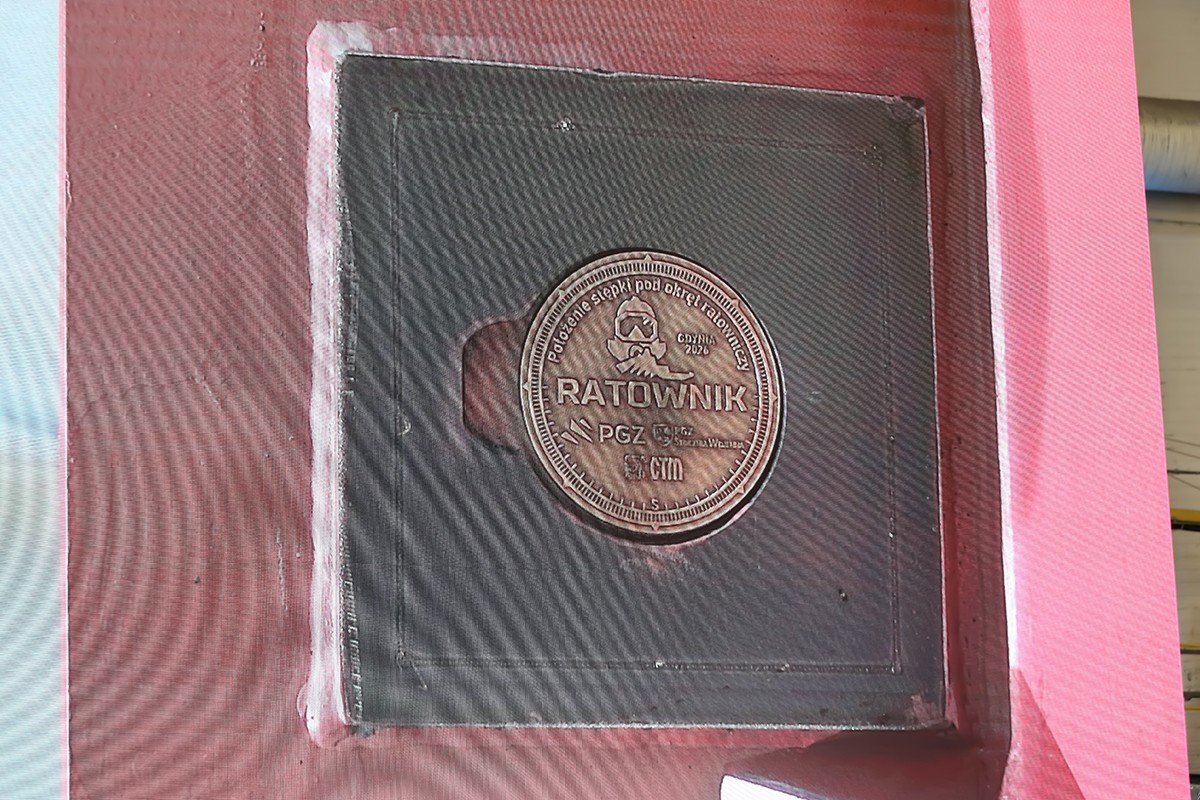 Położenie stępki pod okręt ratowniczy
GDYNIA
2026
RATOWNIK
PGZ
PGZ
Stocznia Wojenna
CTM
S